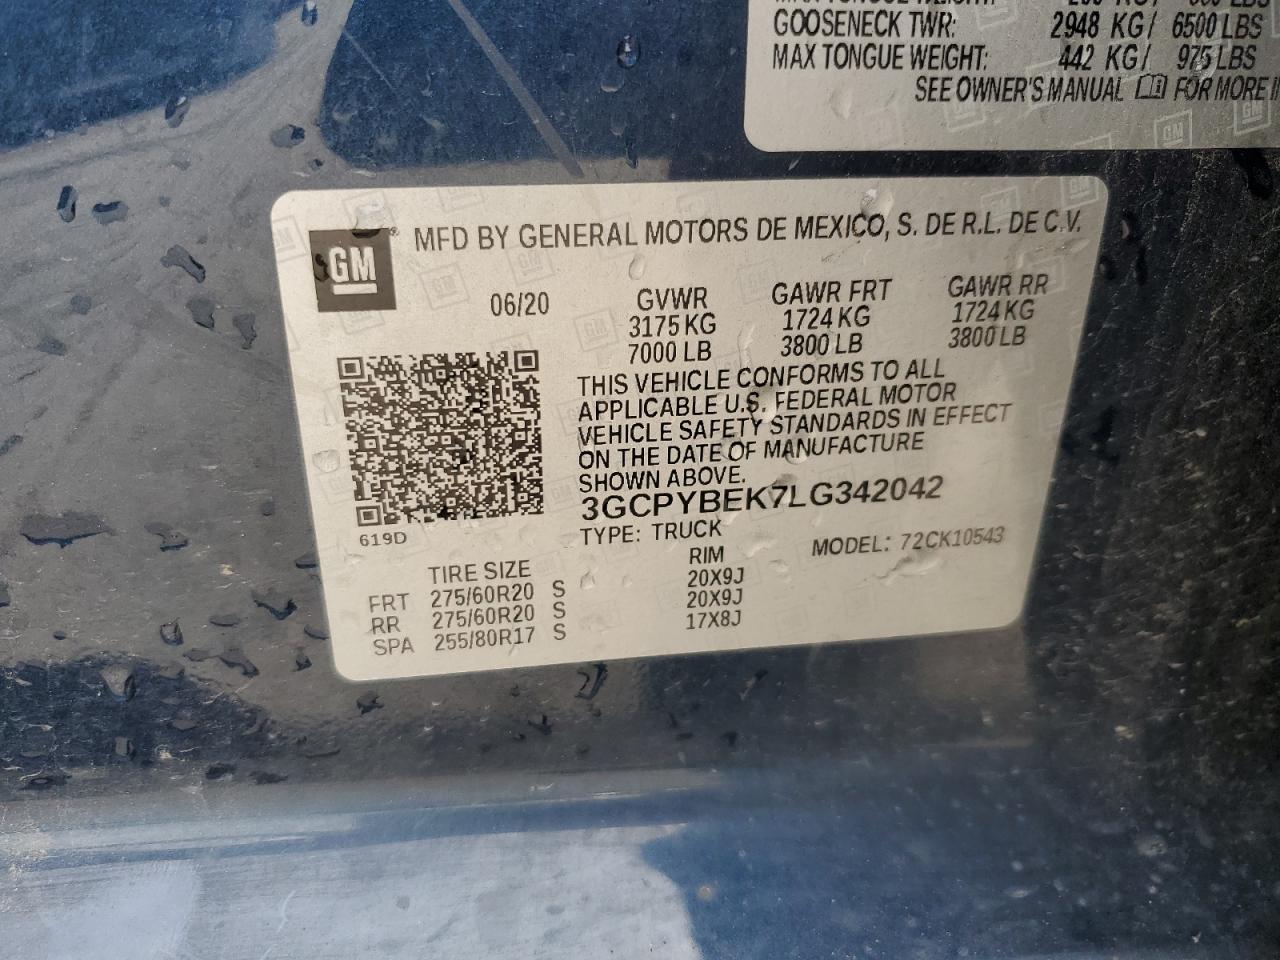 GOOSENECK TWR: 2948 KG/ 6500 LBS
MAX TONGUE WEIGHT: 442 KG/ 975 LBS
SEE OWNER'S MANUAL FOR MORE
GM ® MFD BY GENERAL MOTORS DE MEXICO, S. DE R.L. DE C.V.
06/20 GVWR GAWR FRT GAWR RR
3175 KG 1724 KG 1724 KG
7000 LB 3800 LB 3800 LB
THIS VEHICLE CONFORMS TO ALL
APPLICABLE U.S. FEDERAL MOTOR
VEHICLE SAFETY STANDARDS IN EFFECT
ON THE DATE OF MANUFACTURE
SHOWN ABOVE.
3GCPYBEK7LG342042
619D TYPE: TRUCK MODEL: 72CK10543
TIRE SIZE RIM
FRT 275/60R20 S 20X9J
RR 275/60R20 S 20X9J
SPA 255/80R17 S 17X8J